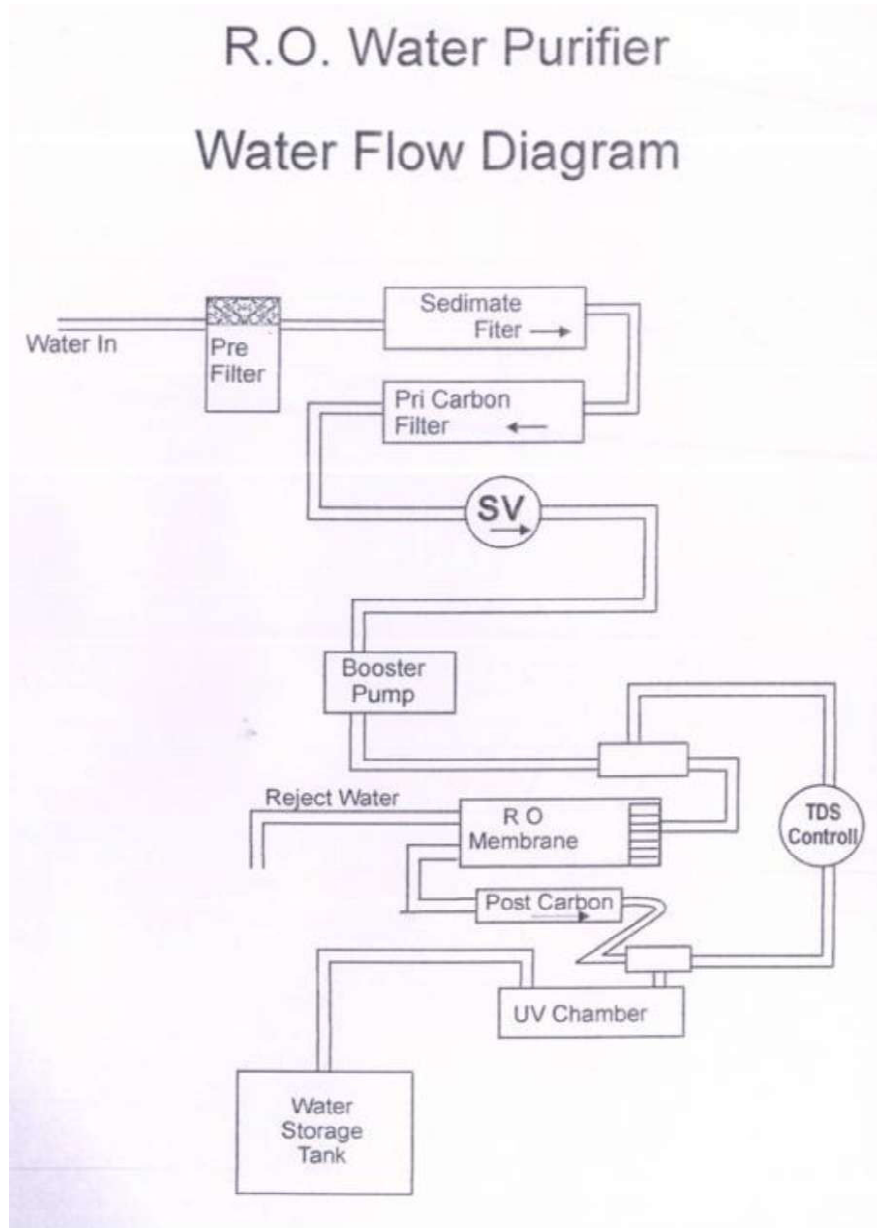 R.O. Water Purifier
Water Flow Diagram
Water In
Pre
Filter
Sedimate
Fiter
Pri Carbon
Filter
SV
Booster
Pump
Reject Water
R O
Membrane
TDS
Controll
Post Carbon
UV Chamber
Water
Storage
Tank